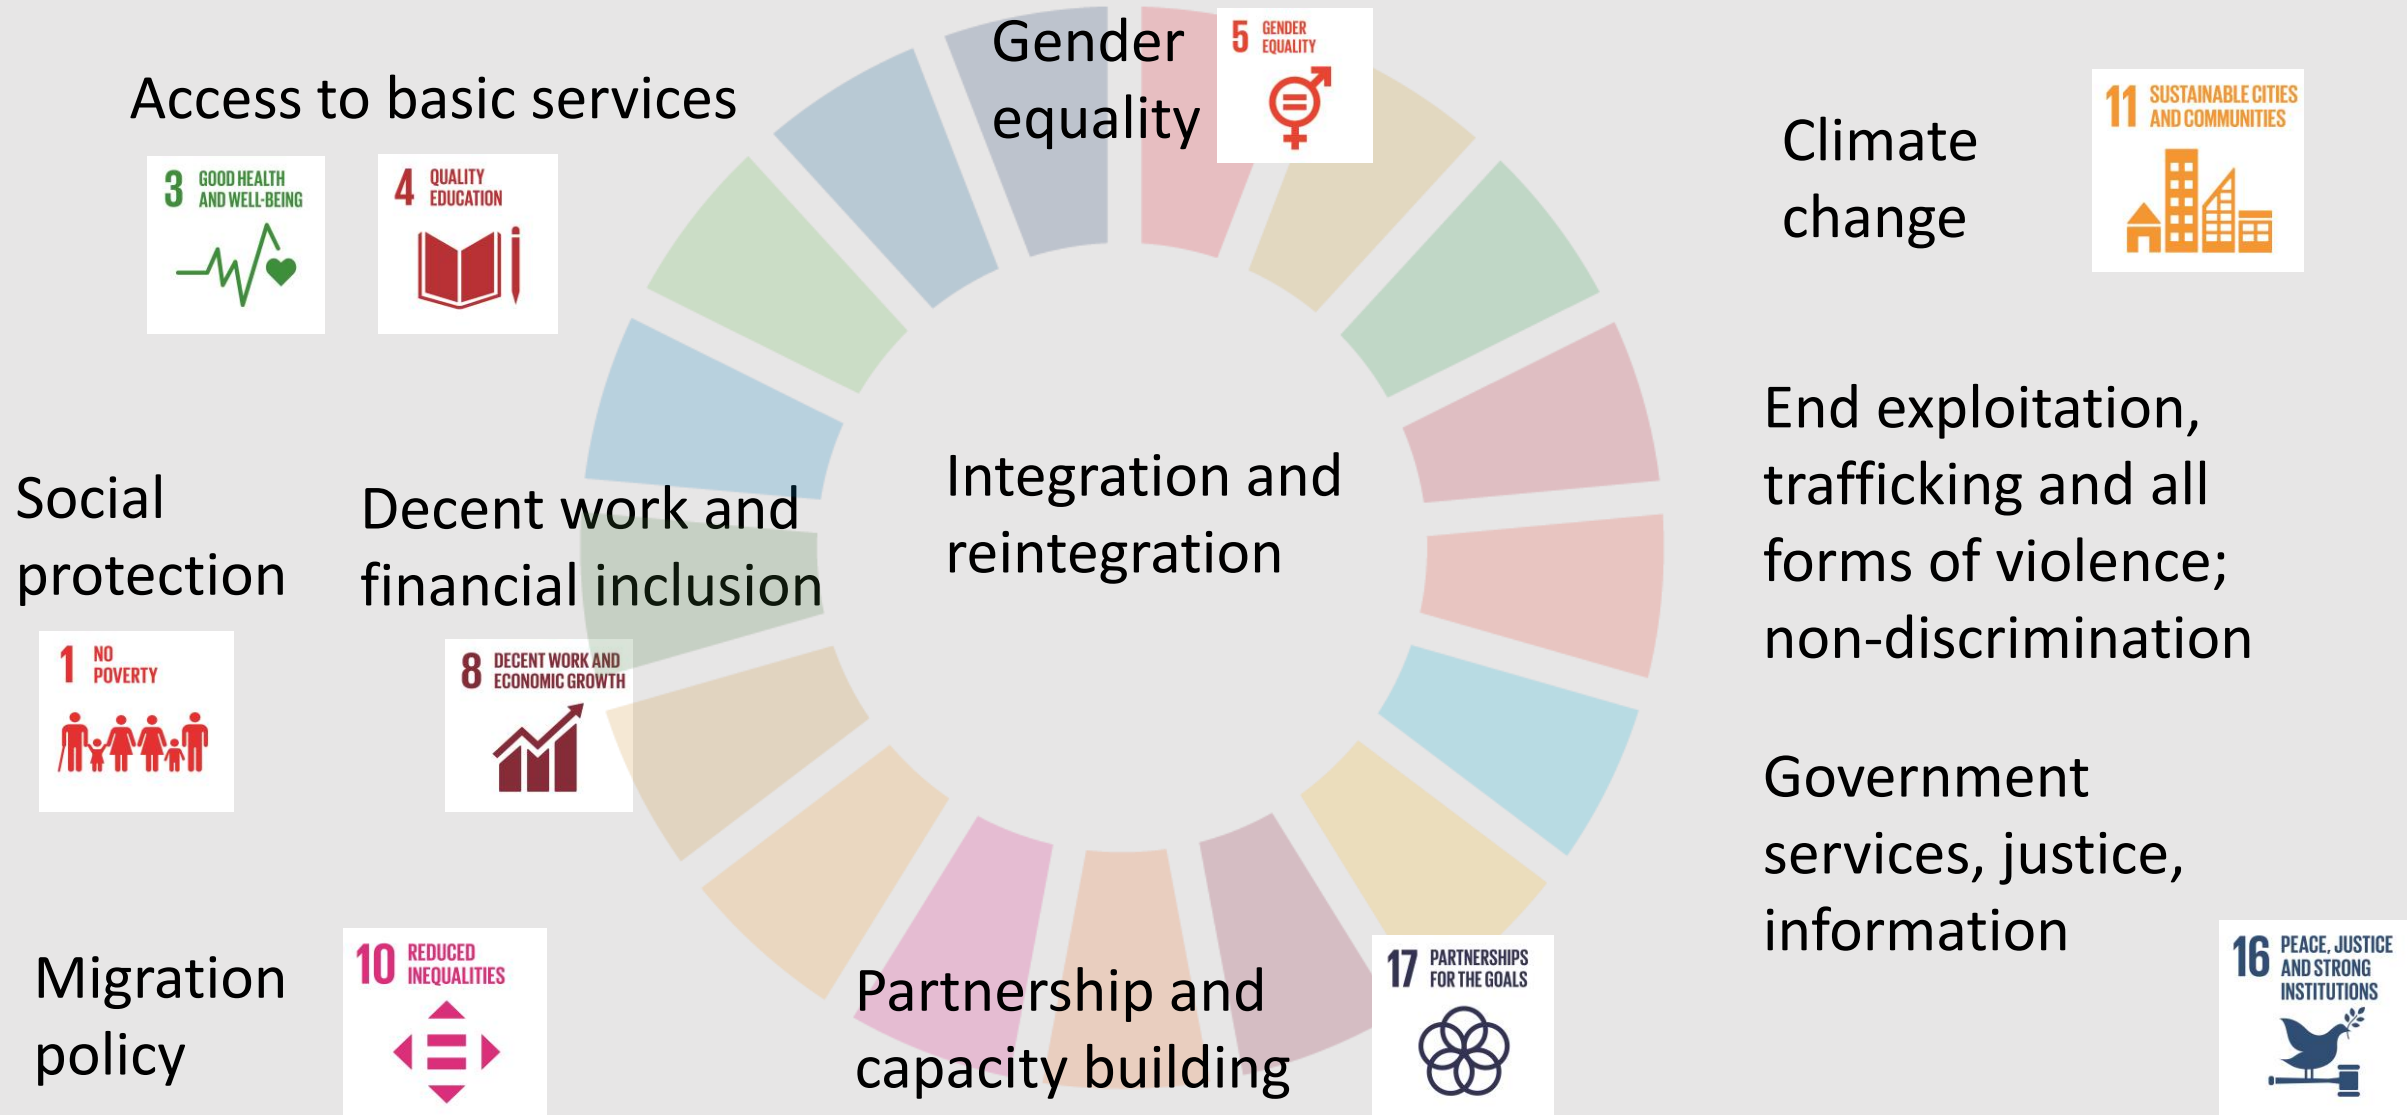 Access to basic services
3 GOOD HEALTH
AND WELL-BEING
4 QUALITY
EDUCATION
Gender
equality
5 GENDER
EQUALITY
Climate
change
11 SUSTAINABLE CITIES
AND COMMUNITIES
Social
protection
1 NO
POVERTY
Decent work and
financial inclusion
8 DECENT WORK AND
ECONOMIC GROWTH
Integration and
reintegration
End exploitation,
trafficking and all
forms of violence;
non-discrimination
Government
services, justice,
information
16 PEACE, JUSTICE
AND STRONG
INSTITUTIONS
Migration
policy
10 REDUCED
INEQUALITIES
Partnership and
capacity building
17 PARTNERSHIPS
FOR THE GOALS